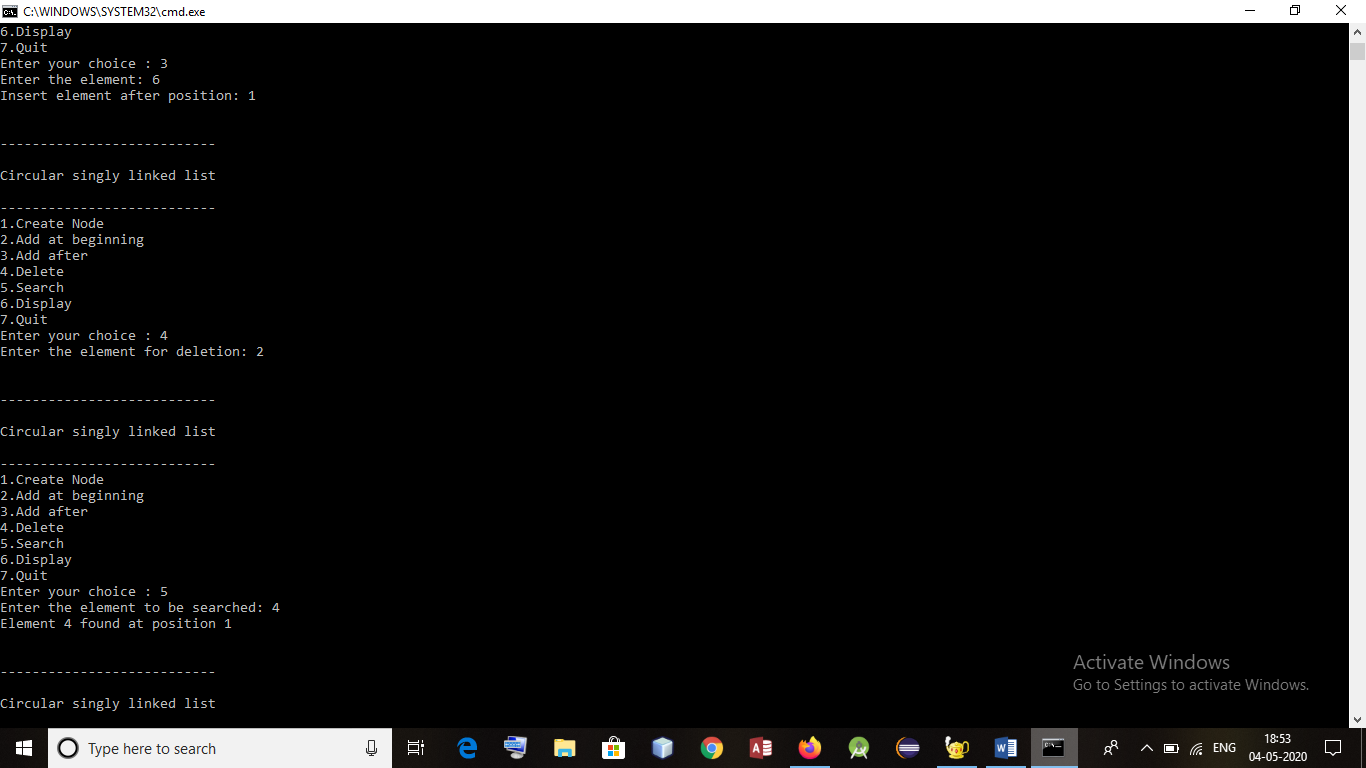 C:\WINDOWS\SYSTEM32\cmd.exe
6.Display
7.Quit
Enter your choice : 3
Enter the element: 6
Insert element after position: 1
---------------------------
Circular singly linked list
---------------------------
1.Create Node
2.Add at beginning
3.Add after
4.Delete
5.Search
6.Display
7.Quit
Enter your choice : 4
Enter the element for deletion: 2
---------------------------
Circular singly linked list
---------------------------
1.Create Node
2.Add at beginning
3.Add after
4.Delete
5.Search
6.Display
7.Quit
Enter your choice : 5
Enter the element to be searched: 4
Element 4 found at position 1
---------------------------
Circular singly linked list
Activate Windows
Go to Settings to activate Windows.
Type here to search
ENG
18:53
04-05-2020